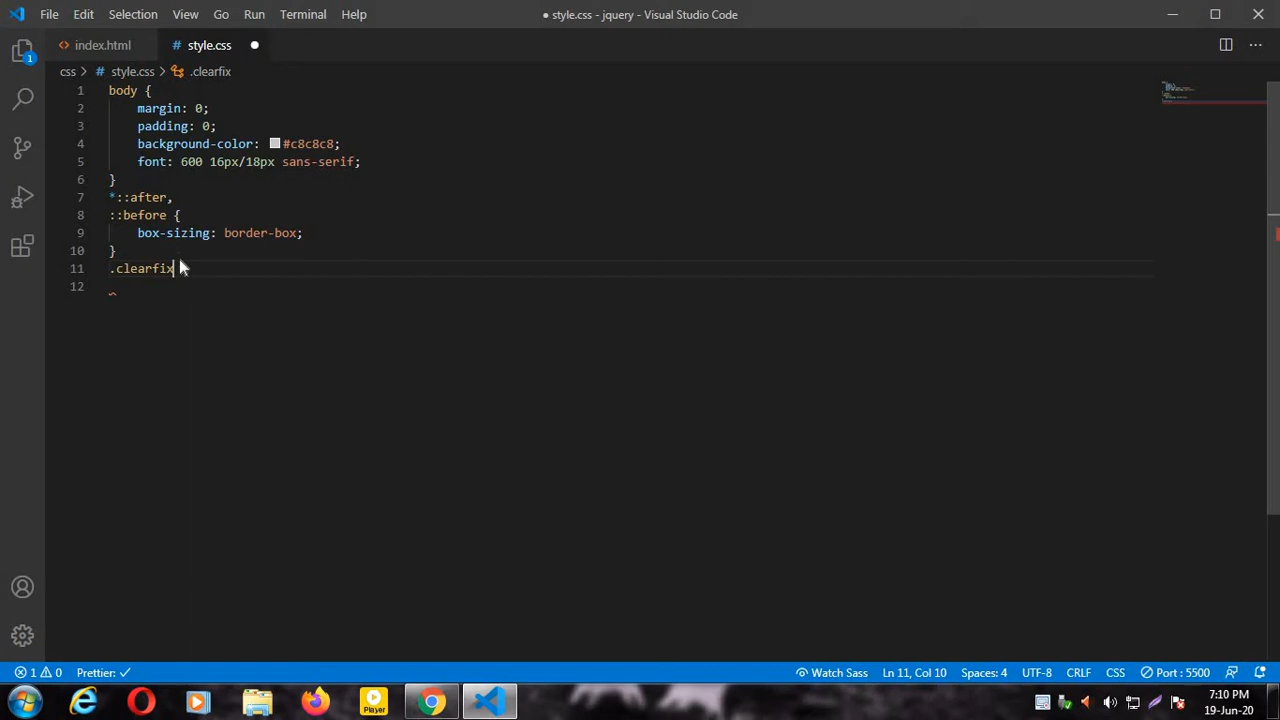 File Edit Selection View Go Run Terminal Help
● style.css - jquery - Visual Studio Code
index.html
# style.css
css > # style.css > .clearfix
1 body {
2 margin: 0;
3 padding: 0;
4 background-color: #c8c8c8;
5 font: 600 16px/18px sans-serif;
6 }
7 *::after,
8 ::before {
9 box-sizing: border-box;
10 }
11 .clearfix
12
1
1 0 Prettier: ✓
Watch Sass Ln 11, Col 10 Spaces: 4 UTF-8 CRLF CSS Port : 5500
Player
7:10 PM
19-Jun-20